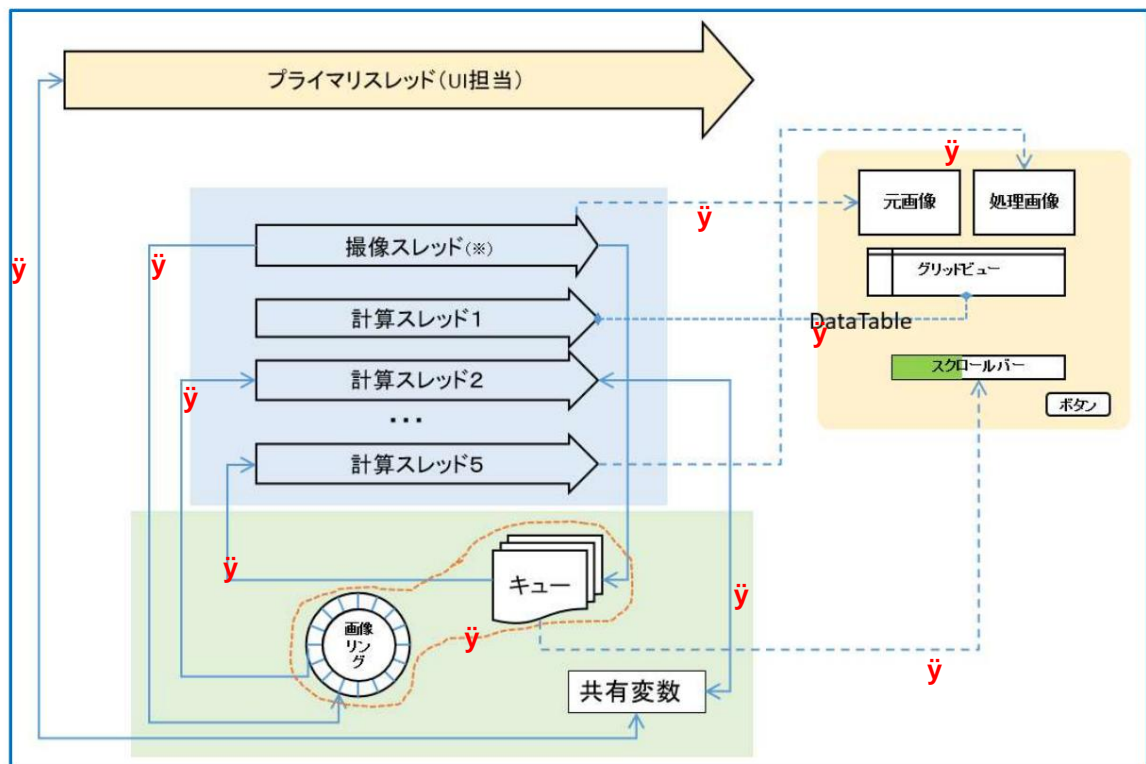 プライマリスレッド(UI担当)
ÿ
元画像
処理画像
ÿ
撮像スレッド(※)
ÿ
ÿ
グリッドビュー
計算スレッド1
DataTable
ÿ
計算スレッド2
ÿ
スクロールバー
ボタン
・・・
計算スレッド5
ÿ
キュー
ÿ
画像
リン
グ
ÿ
ÿ
共有変数